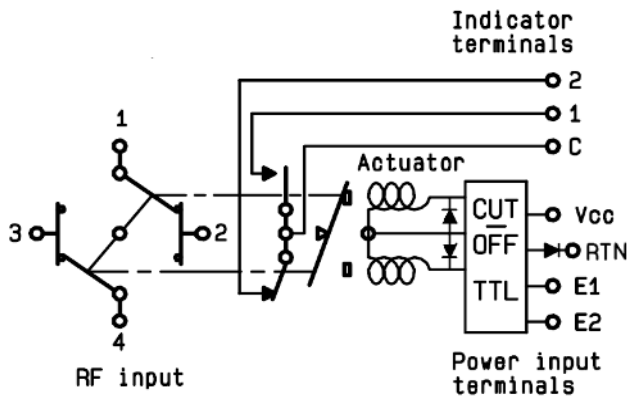 Indicator
terminals
2
1
C
1
Actuator
3
2
CUT
OFF
TTL
Vcc
RTN
E1
E2
4
RF input
Power input
terminals